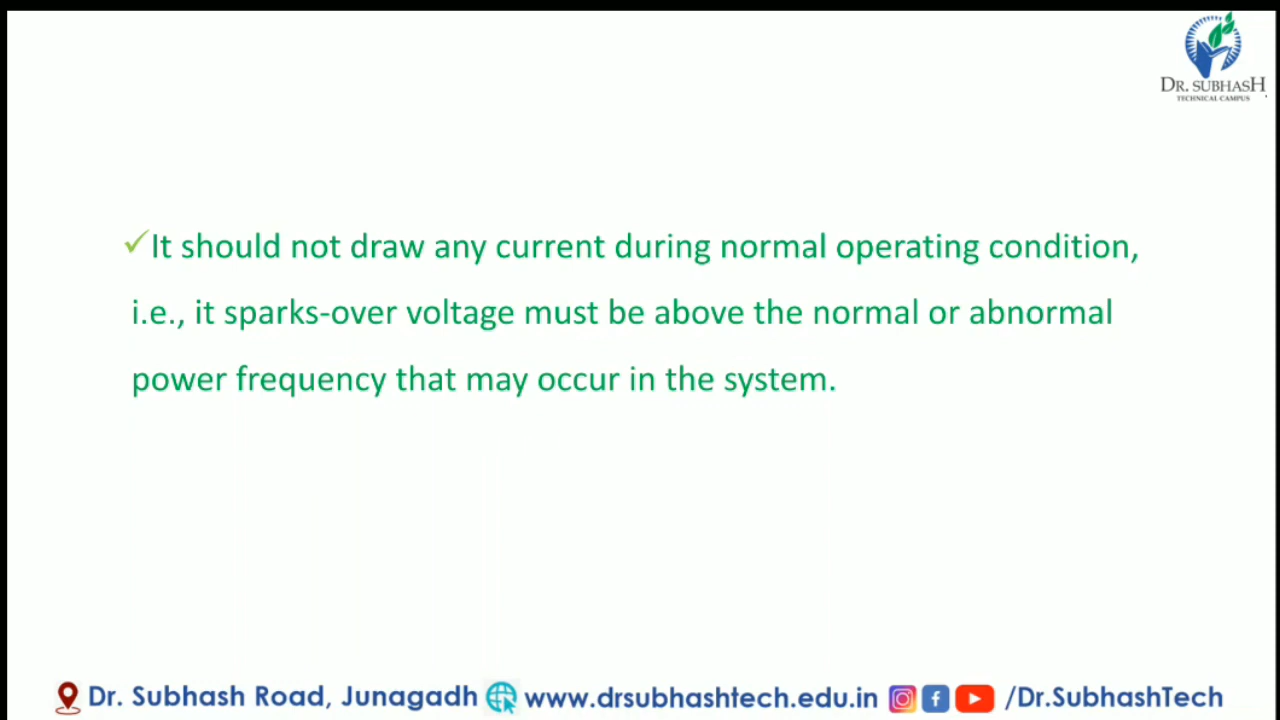 DR. SUBHASH
TECHNICAL CAMPUS
It should not draw any current during normal operating condition,
i.e., it sparks-over voltage must be above the normal or abnormal
power frequency that may occur in the system.
Dr. Subhash Road, Junagadh www.drsubhashtech.edu.in /Dr.SubhashTech